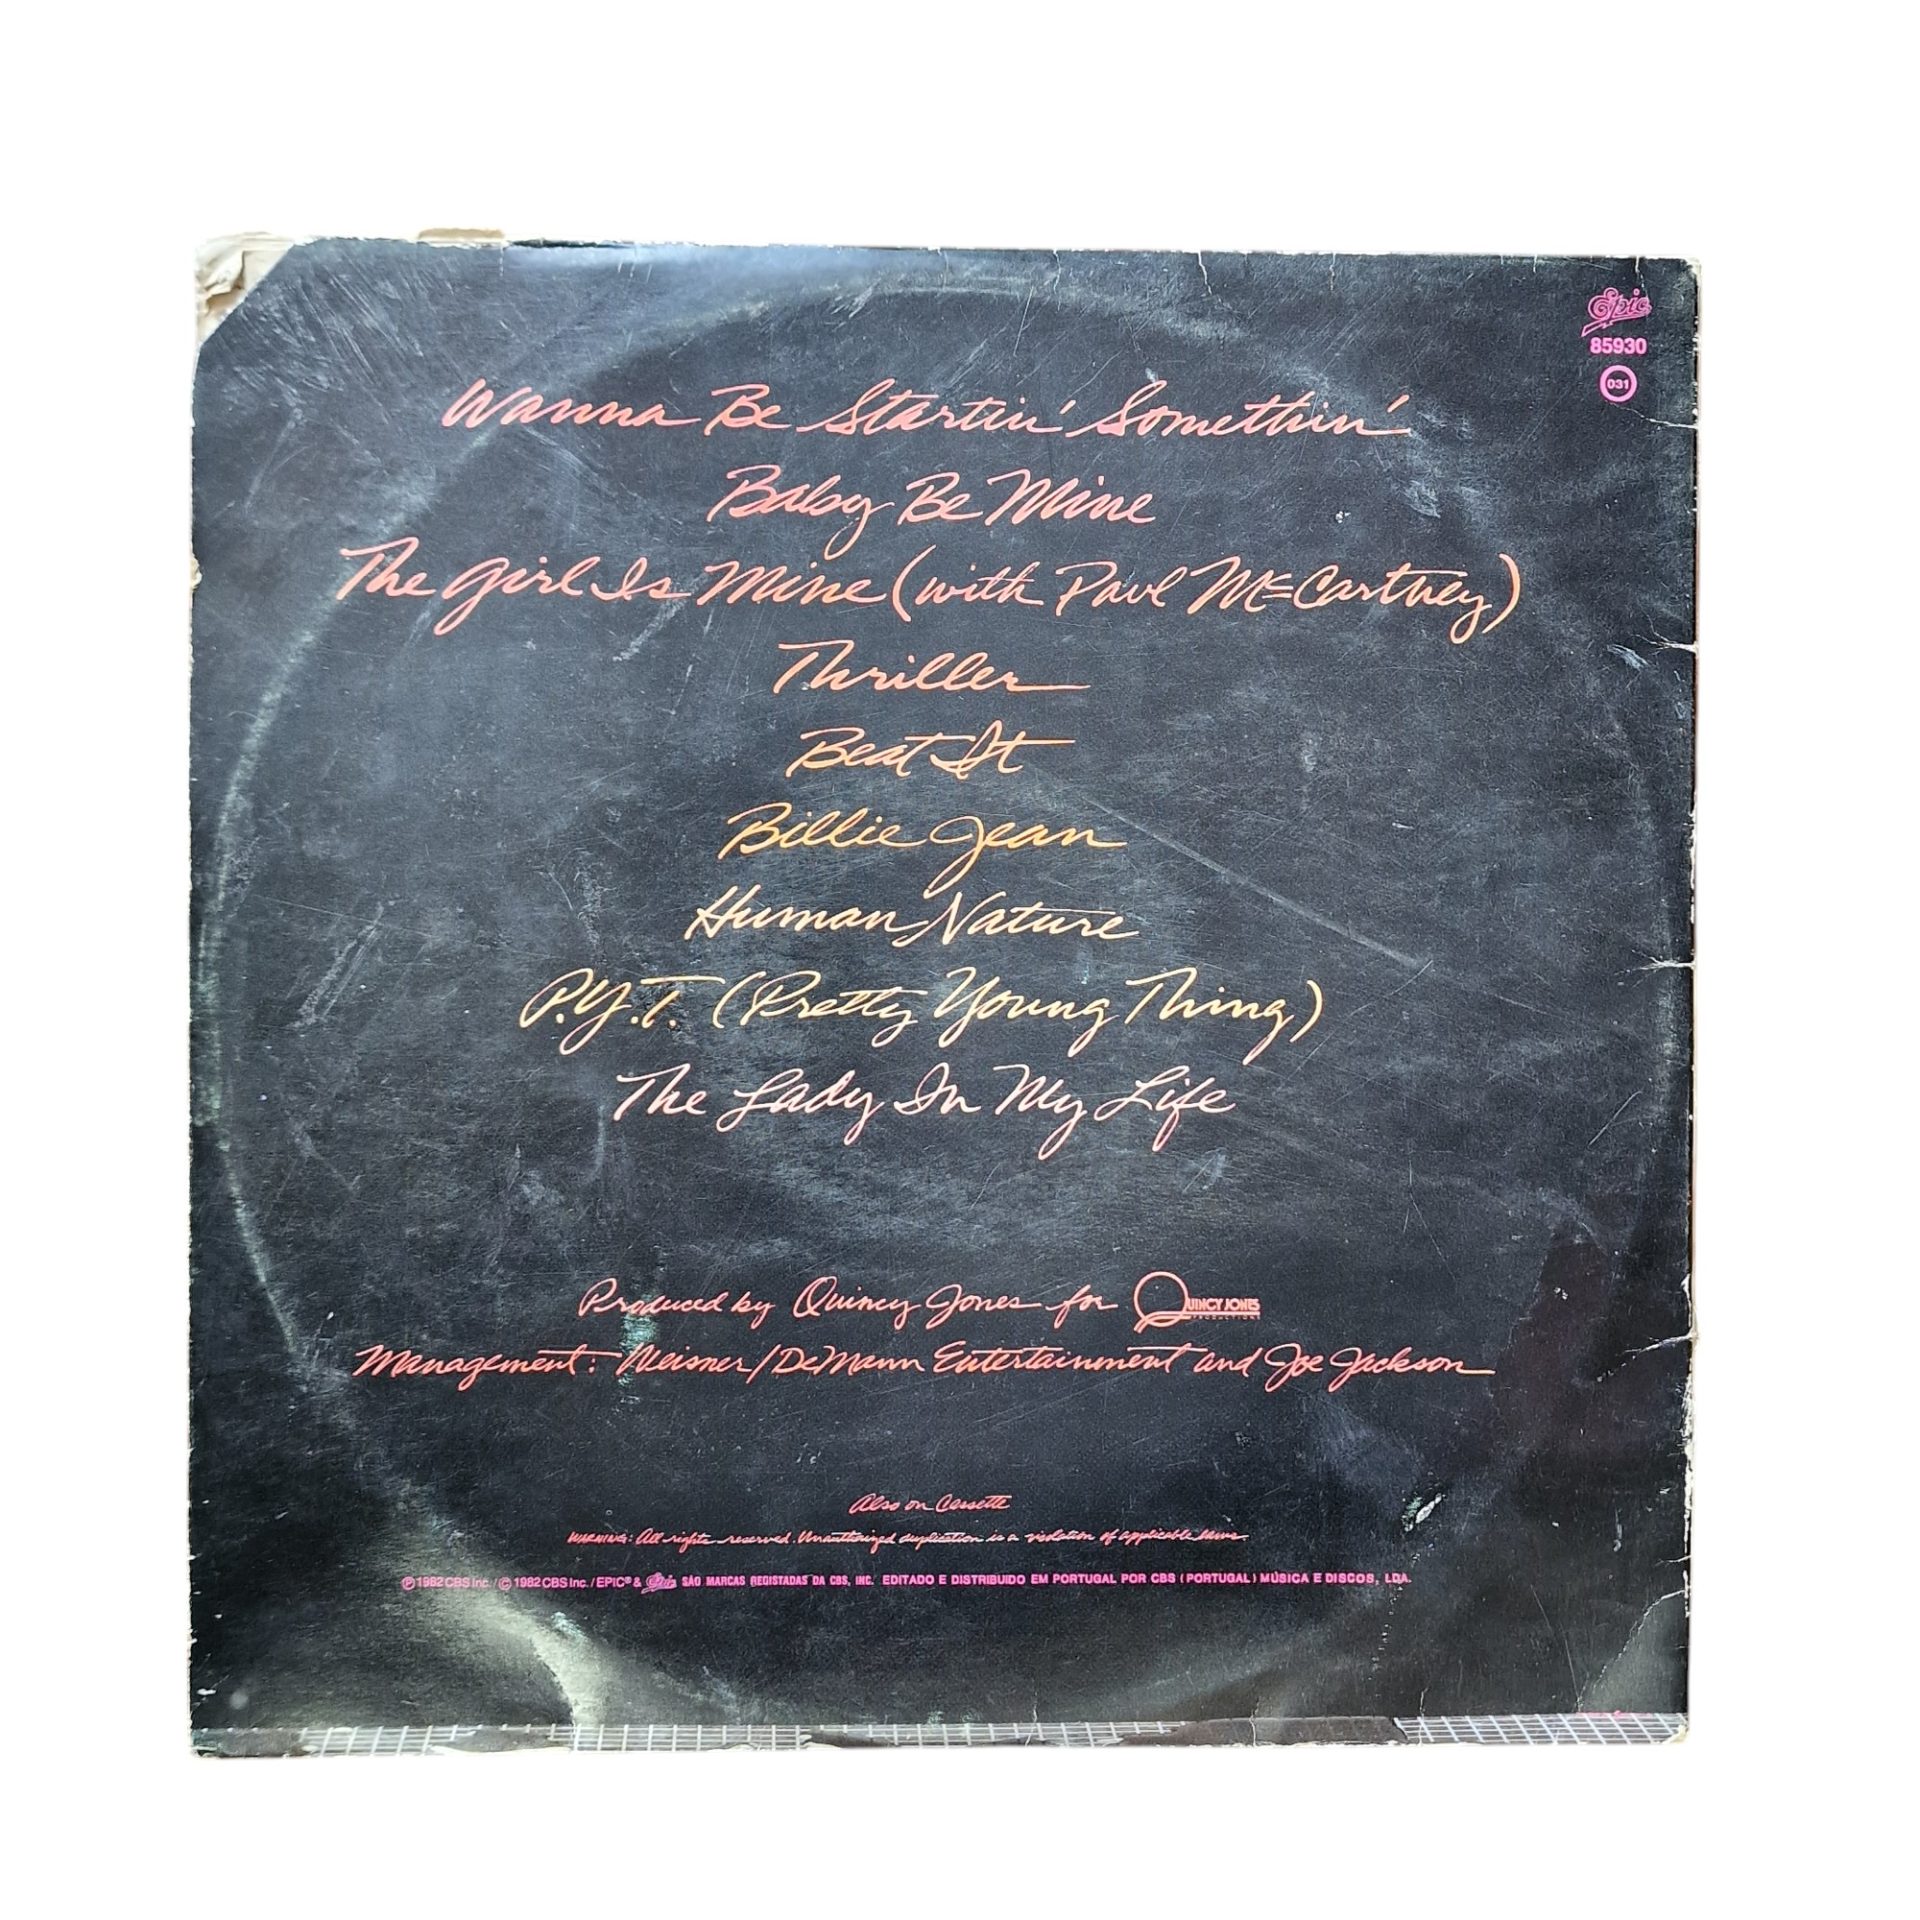 Epic
85930
031
Wanna Be Startin' Somethin'
Baby Be Mine
The Girl Is Mine (with Paul McCartney)
Thriller
Beat It
Billie Jean
Human Nature
P.Y.T. (Pretty Young Thing)
The Lady In My Life
Produced by Quincy Jones for QUINCY JONES
PRODUCTIONS
Management: Weisner/DeMann Entertainment and Joe Jackson
Also on Cassette
WARNING: All rights reserved. Unauthorized duplication is a violation of applicable laws.
℗ 1982 CBS Inc. / © 1982 CBS Inc. / EPIC® & Epic SÃO MARCAS REGISTADAS DA CBS, INC. EDITADO E DISTRIBUIDO EM PORTUGAL POR CBS (PORTUGAL) MÚSICA E DISCOS, LDA.